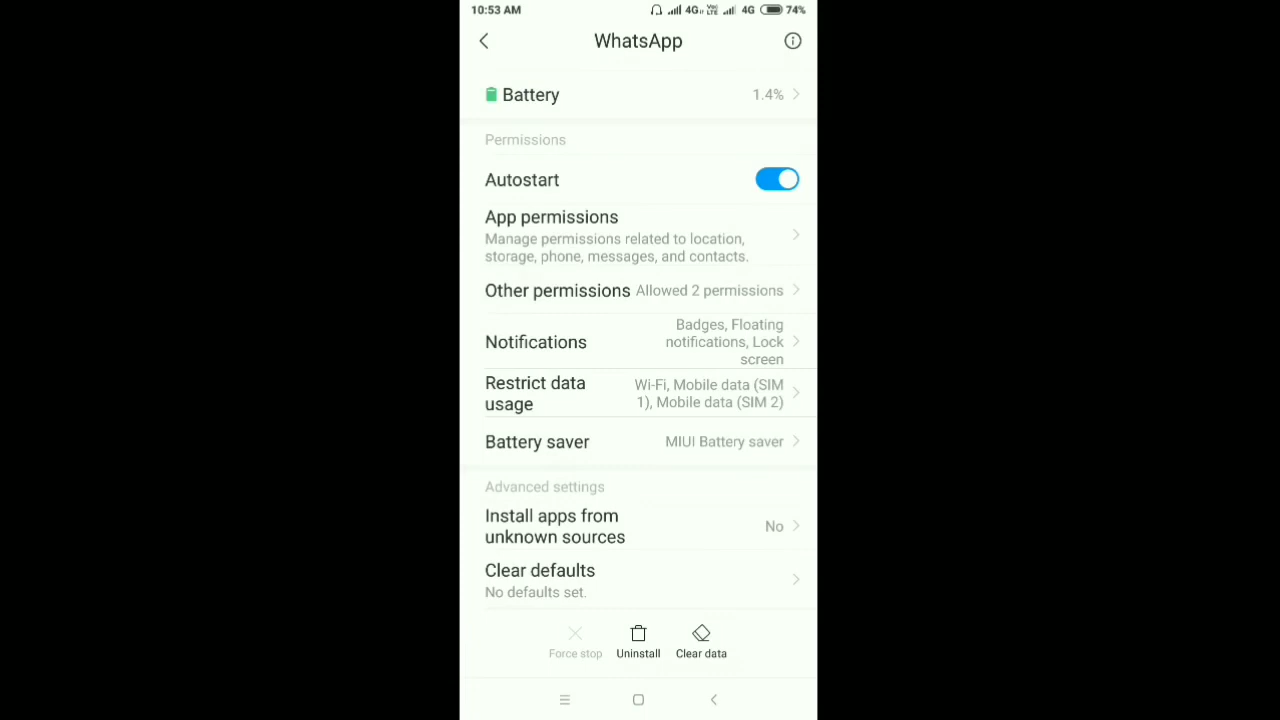 10:53 AM 4G 4G 74%
WhatsApp
Battery 1.4%
Permissions
Autostart
App permissions
Manage permissions related to location,
storage, phone, messages, and contacts.
Other permissions Allowed 2 permissions
Notifications
Badges, Floating
notifications, Lock
screen
Restrict data
usage
Wi-Fi, Mobile data (SIM
1), Mobile data (SIM 2)
Battery saver MIUI Battery saver
Advanced settings
Install apps from
unknown sources
No
Clear defaults
No defaults set.
Force stop Uninstall Clear data